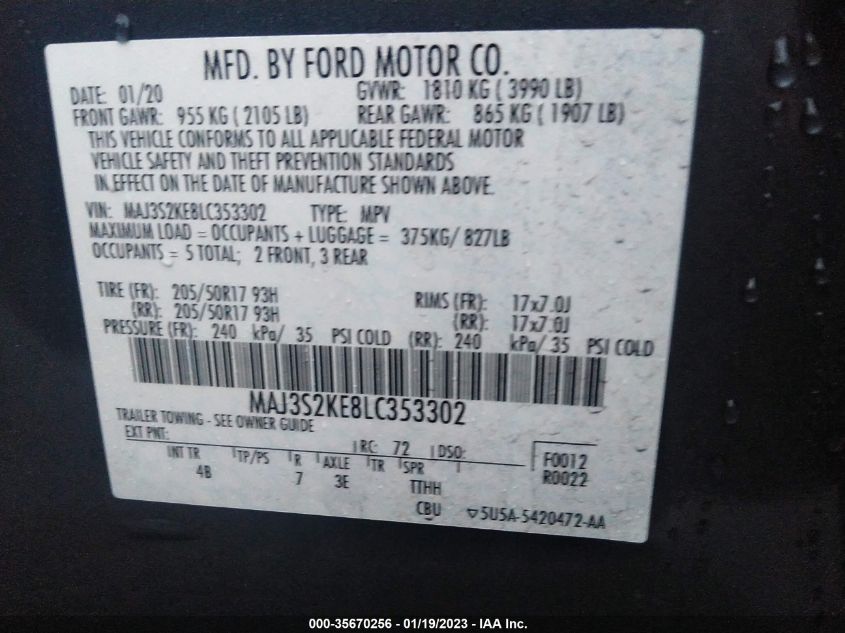 MFD. BY FORD MOTOR CO.
DATE: 01/20 GVWR: 1810 KG ( 3990 LB)
FRONT GAWR: 955 KG ( 2105 LB) REAR GAWR: 865 KG ( 1907 LB)
THIS VEHICLE CONFORMS TO ALL APPLICABLE FEDERAL MOTOR
VEHICLE SAFETY AND THEFT PREVENTION STANDARDS
IN EFFECT ON THE DATE OF MANUFACTURE SHOWN ABOVE.
VIN: MAJ3S2KE8LC353302 TYPE: MPV
MAXIMUM LOAD = OCCUPANTS + LUGGAGE = 375KG/ 827LB
OCCUPANTS = 5 TOTAL; 2 FRONT, 3 REAR
TIRE (FR): 205/50R17 93H RIMS (FR): 17x7.0J
(RR): 205/50R17 93H (RR): 17x7.0J
PRESSURE (FR): 240 kPa/ 35 PSI COLD (RR): 240 kPa/ 35 PSI COLD
MAJ3S2KE8LC353302
TRAILER TOWING - SEE OWNER GUIDE
EXT PNT: RC: 72 DSO: F0012
INT TR TP/PS R AXLE TR SPR R0022
4B 7 3E TTHH
CBU 5U5A-5420472-AA
000-35670256 - 01/19/2023 - IAA Inc.